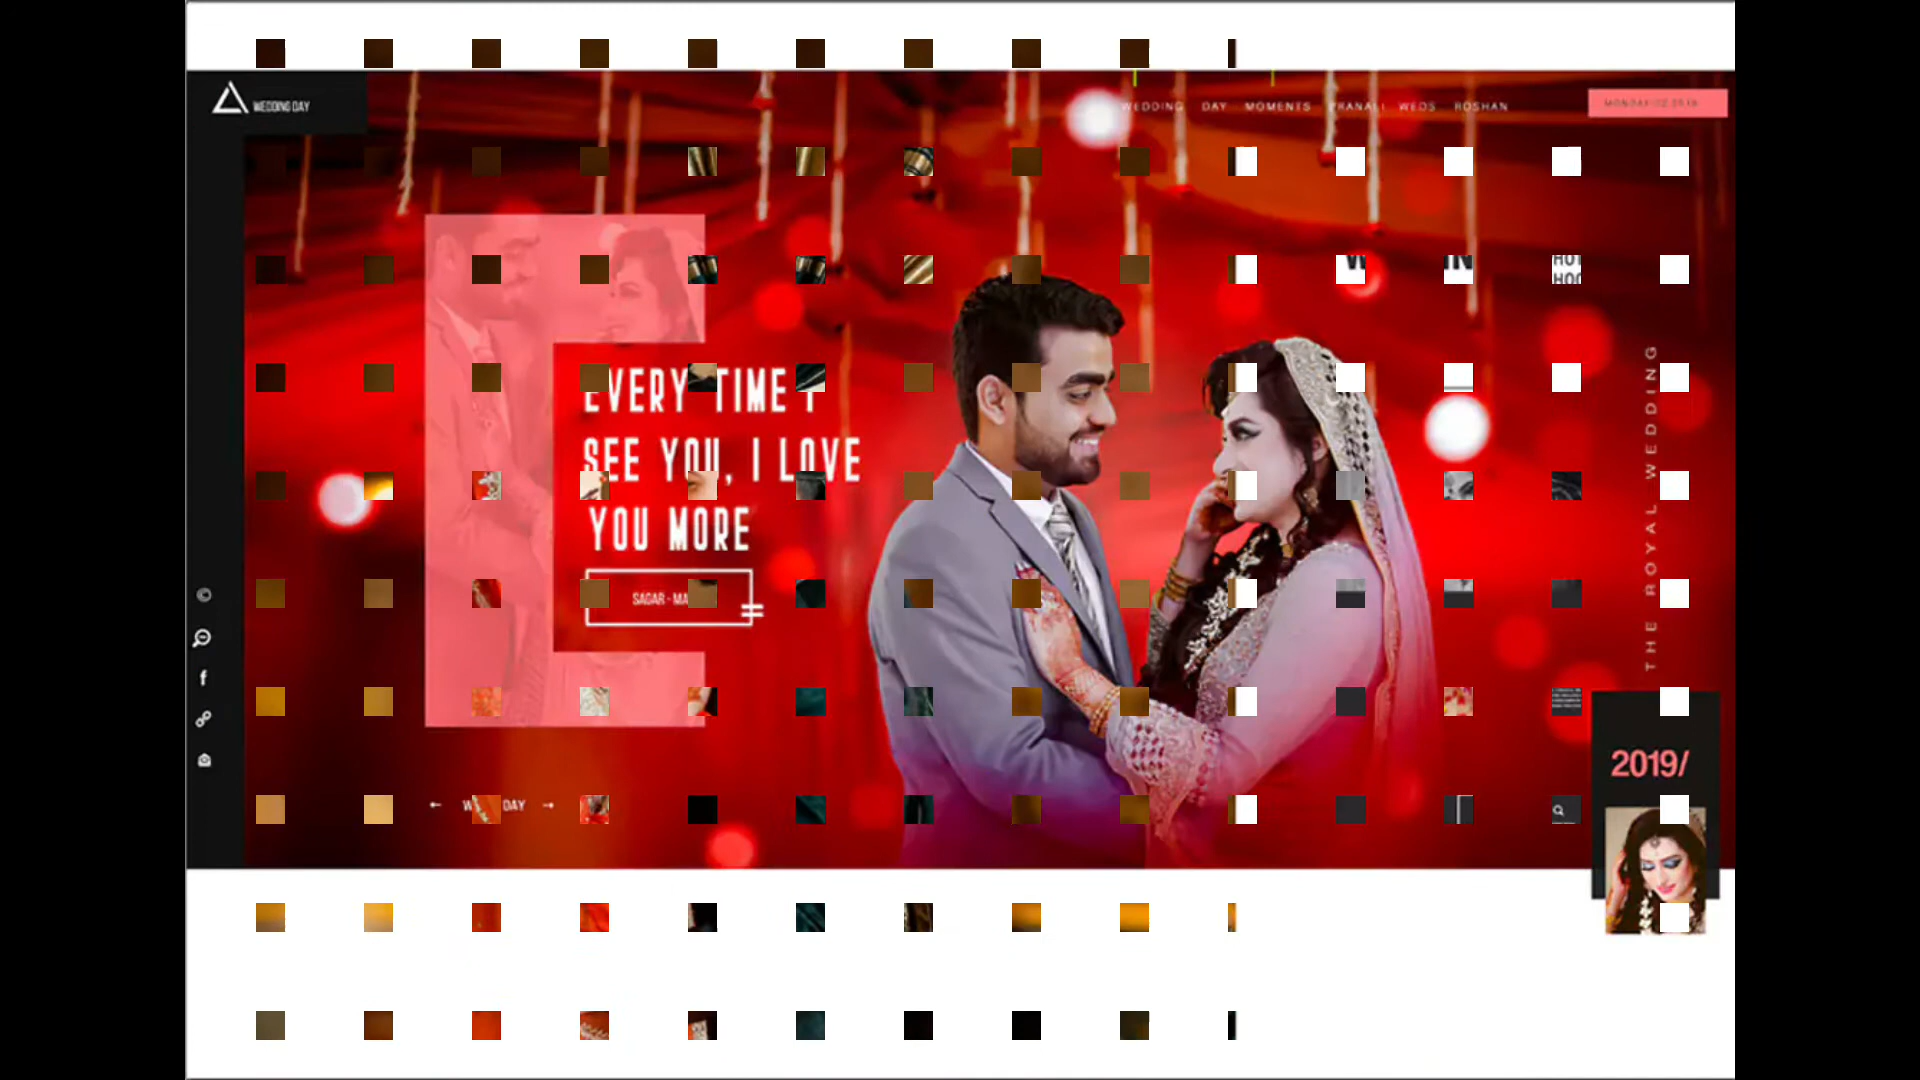 WEDDING DAY
WEDDING DAY MOMENTS PRANALI WEDS ROSHAN
EVERY TIME I
SEE YOU, I LOVE
YOU MORE
THE ROYAL WEDDING
2019/
DAY